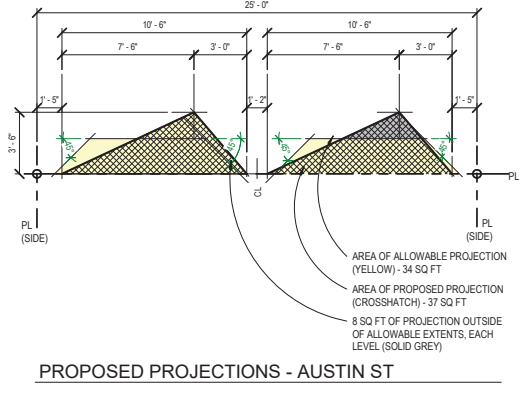 25' - 0"
10' - 6" 10' - 6"
7' - 6" 3' - 0" 7' - 6" 3' - 0"
1' - 5" 1' - 2" 1' - 5"
3' - 6"
45° 45° 45° 45°
PL
CL
PL
(SIDE)
PL
(SIDE)
AREA OF ALLOWABLE PROJECTION
(YELLOW) - 34 SQ FT
AREA OF PROPOSED PROJECTION
(CROSSHATCH) - 37 SQ FT
8 SQ FT OF PROJECTION OUTSIDE
OF ALLOWABLE EXTENTS, EACH
LEVEL (SOLID GREY)
PROPOSED PROJECTIONS - AUSTIN ST